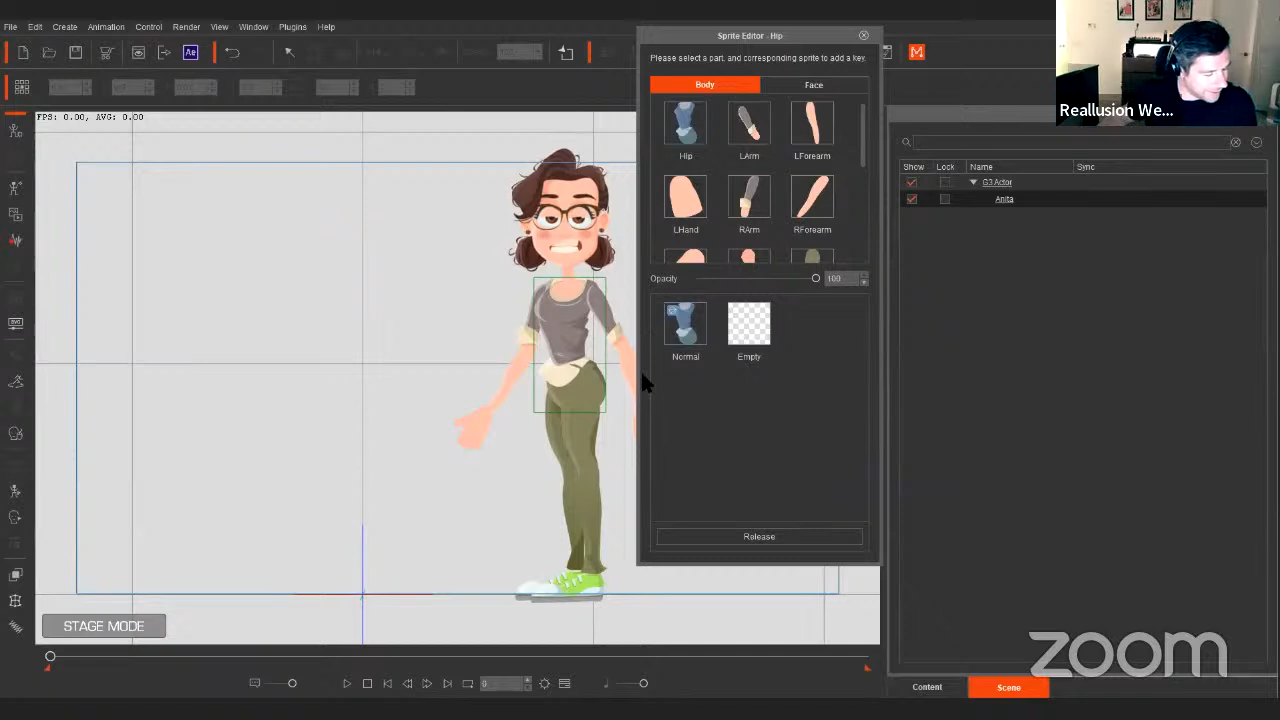 File Edit Create Animation Control Render View Window Plugins Help
Ae
FPS: 0.00, AVG: 0.00
Sprite Editor - Hip
Please select a part, and corresponding sprite to add a key.
Body Face
Hip LArm LForearm
LHand RArm RForearm
Opacity 100
Normal Empty
Release
Reallusion We...
Show Lock Name Sync
G3 Actor
Anita
STAGE MODE
0
Content Scene
zoom